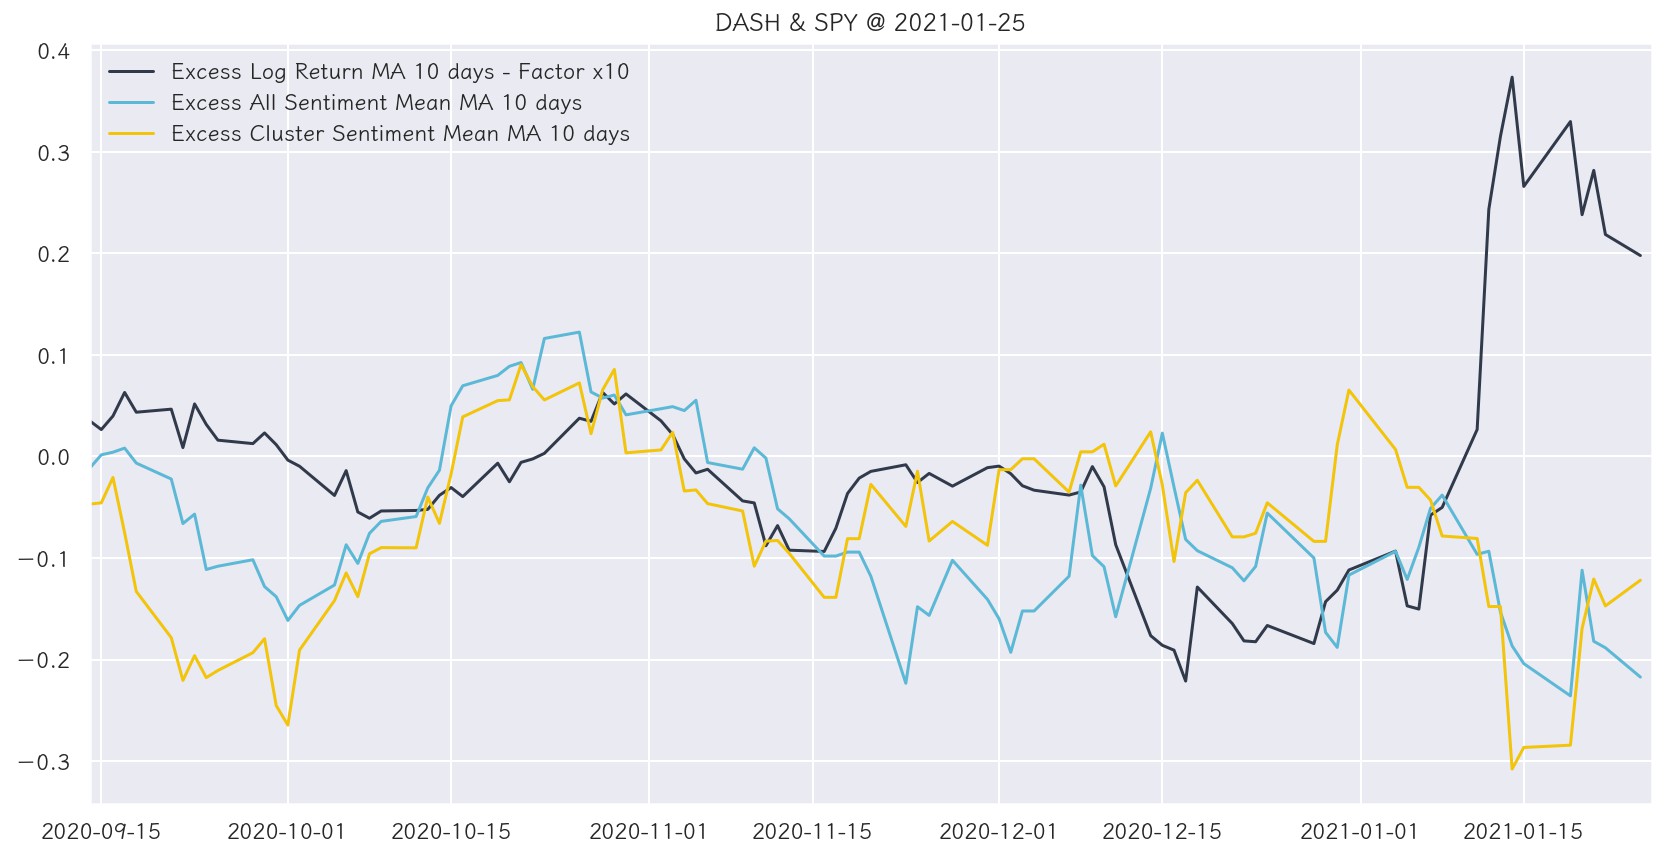 DASH & SPY @ 2021-01-25
Excess Log Return MA 10 days - Factor x10
Excess All Sentiment Mean MA 10 days
Excess Cluster Sentiment Mean MA 10 days
0.4
0.3
0.2
0.1
0.0
−0.1
−0.2
−0.3
2020-09-15 2020-10-01 2020-10-15 2020-11-01 2020-11-15 2020-12-01 2020-12-15 2021-01-01 2021-01-15